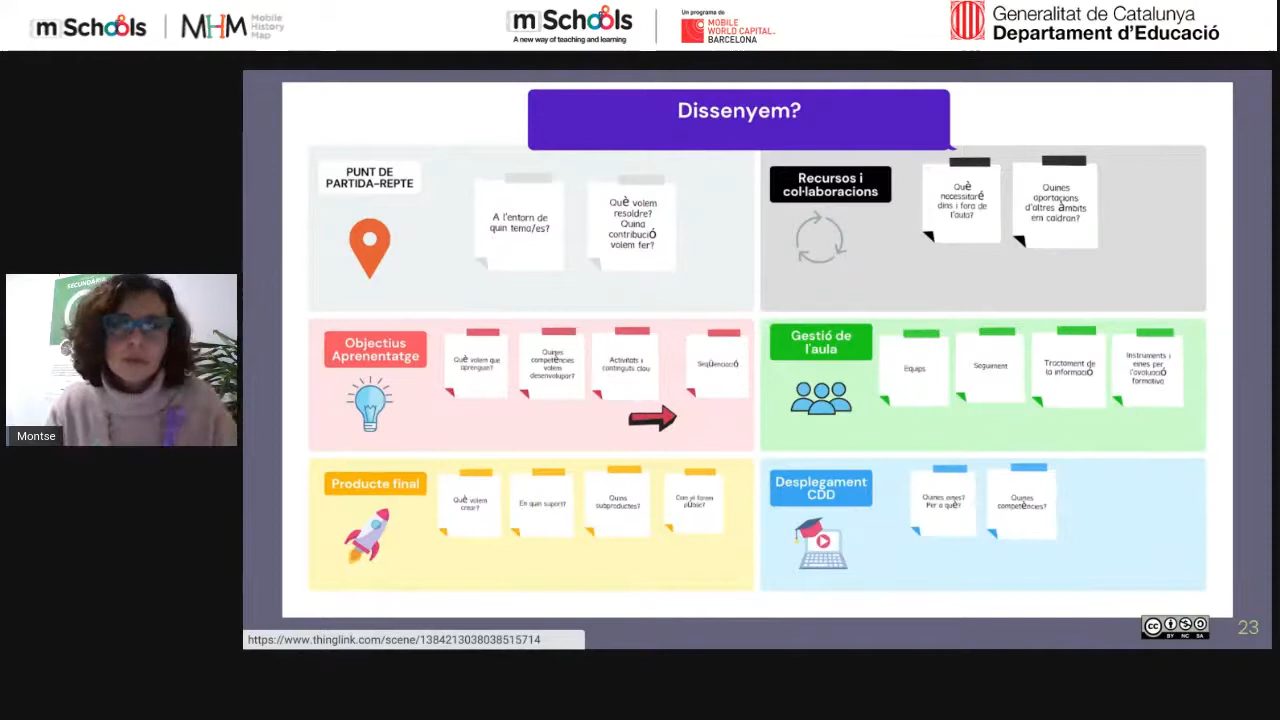 mSchools
MHM
Mobile
History
Map
mSchools
A new way of teaching and learning
Un programa de
MOBILE
WORLD CAPITAL
BARCELONA
Generalitat de Catalunya
Departament d'Educació
Dissenyem?
PUNT DE
PARTIDA-REPTE
A l'entorn de
quin tema/es?
Què volem
resoldre?
Quina
contribució
volem fer?
Recursos i
col·laboracions
Què
necessitaré
dins i fora de
l'aula?
Quines
aportacions
d'altres àmbits
em caldran?
Objectius
Aprenentatge
Què volem que
aprenguin?
Quines
competències
volem
desenvolupar?
Activitats i
continguts clau
Seqüenciació
Gestió de
l'aula
Equips
Seguiment
Tractament de
la informació
Instruments i
eines per
l'avaluació
formativa
Producte final
Què volem
crear?
En quin suport?
Quins
subproductes?
Com el farem
públic?
Desplegament
CDD
Quines eines?
Per a què?
Quines
competències?
SECUNDÀRIA
Montse
https://www.thinglink.com/scene/1384213038038515714
cc
BY NC SA
23